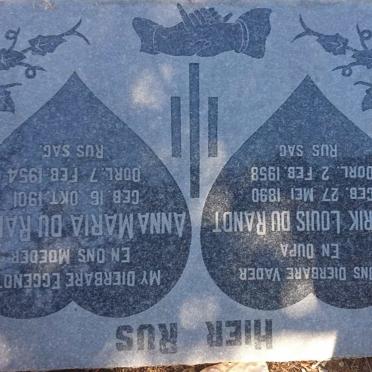 HIER RUS
ONS DIERBARE VADER
EN OUPA
RIK LOUIS DU RANDT
GEB. 27 MEI 1890
OORL. 2 FEB. 1958
RUS SAG
MY DIERBARE EGGENOT
EN ONS MOEDER
ANNA MARIA DU RA
GEB. 16 OKT. 1901
OORL. 7 FEB. 1954
RUS SAG